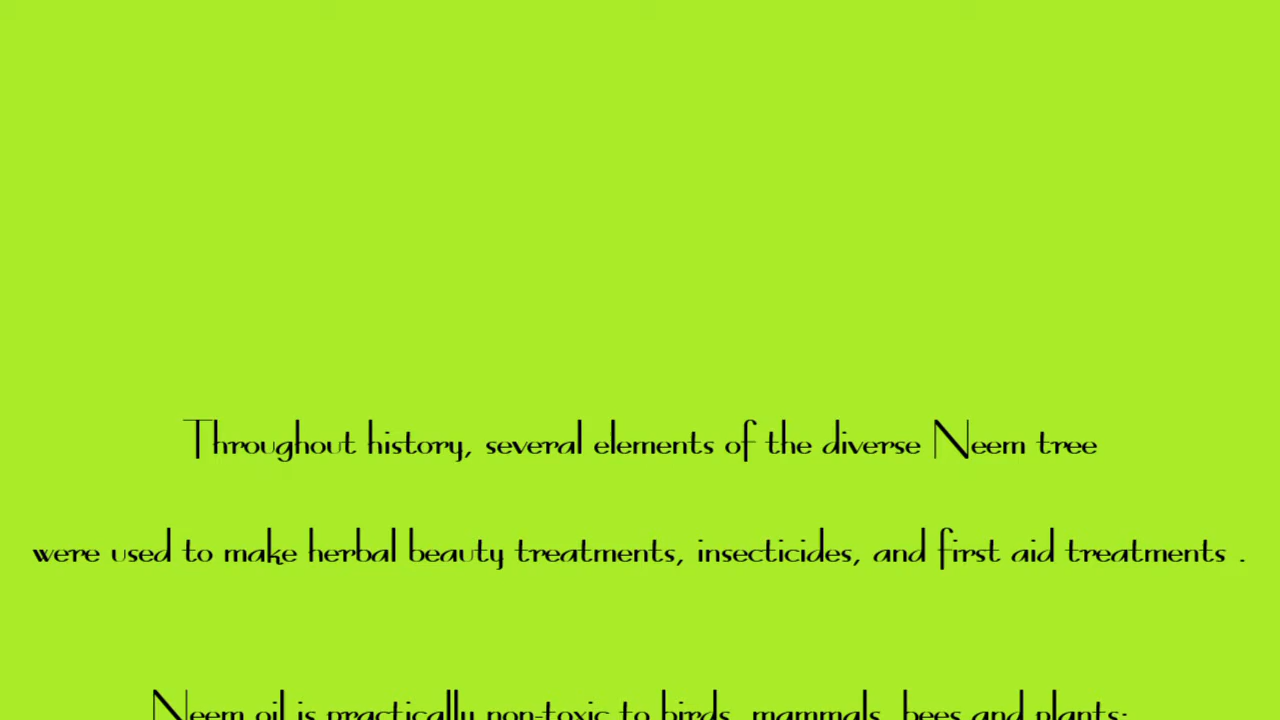 Throughout history, several elements of the diverse Neem tree
were used to make herbal beauty treatments, insecticides, and first aid treatments .
Neem oil is practically non-toxic to birds, mammals, bees and plants;